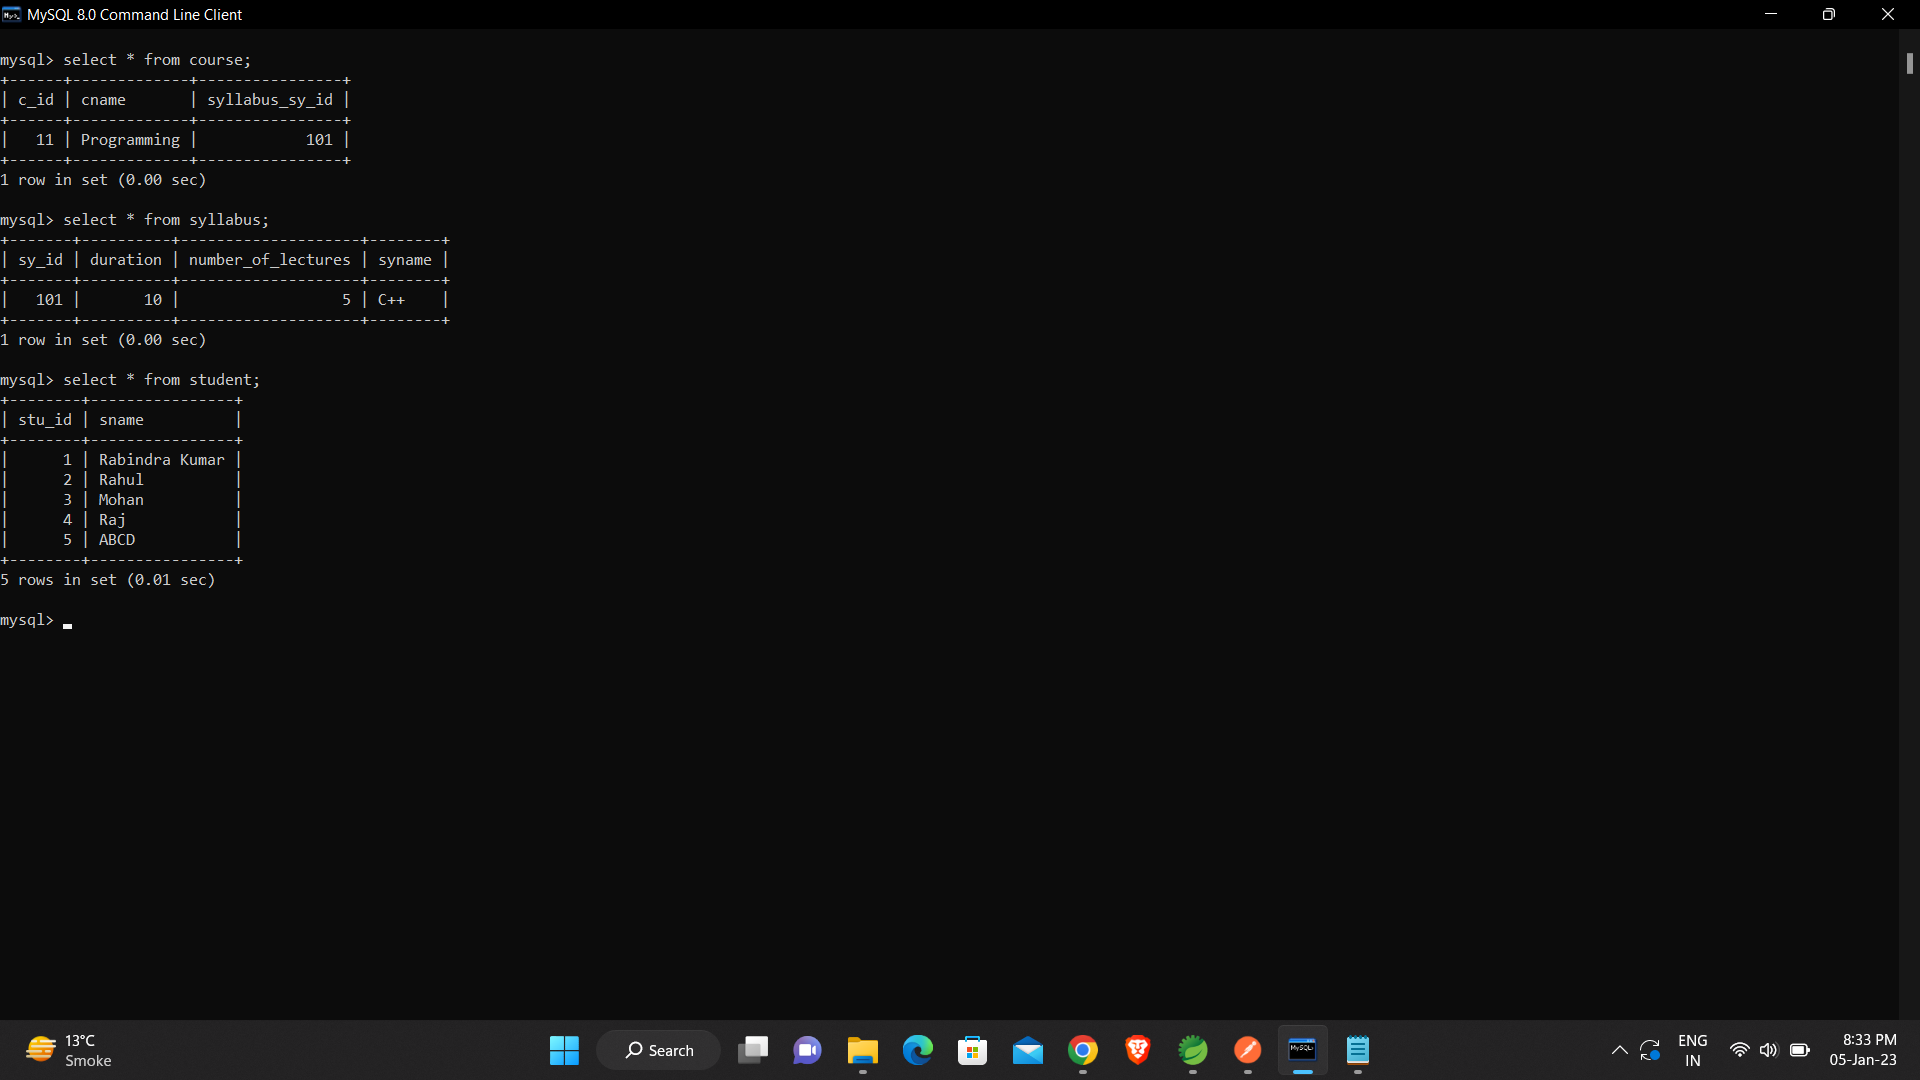 MySQL 8.0 Command Line Client
mysql> select * from course;
+------+-------------+----------------+
| c_id | cname       | syllabus_sy_id |
+------+-------------+----------------+
|   11 | Programming |            101 |
+------+-------------+----------------+
1 row in set (0.00 sec)
mysql> select * from syllabus;
+-------+----------+--------------------+--------+
| sy_id | duration | number_of_lectures | syname |
+-------+----------+--------------------+--------+
|   101 |       10 |                  5 | C++    |
+-------+----------+--------------------+--------+
1 row in set (0.00 sec)
mysql> select * from student;
+--------+----------------+
| stu_id | sname          |
+--------+----------------+
|      1 | Rabindra Kumar |
|      2 | Rahul          |
|      3 | Mohan          |
|      4 | Raj            |
|      5 | ABCD           |
+--------+----------------+
5 rows in set (0.01 sec)
mysql>
13°C
Smoke
Search
MySQL
ENG
IN
8:33 PM
05-Jan-23